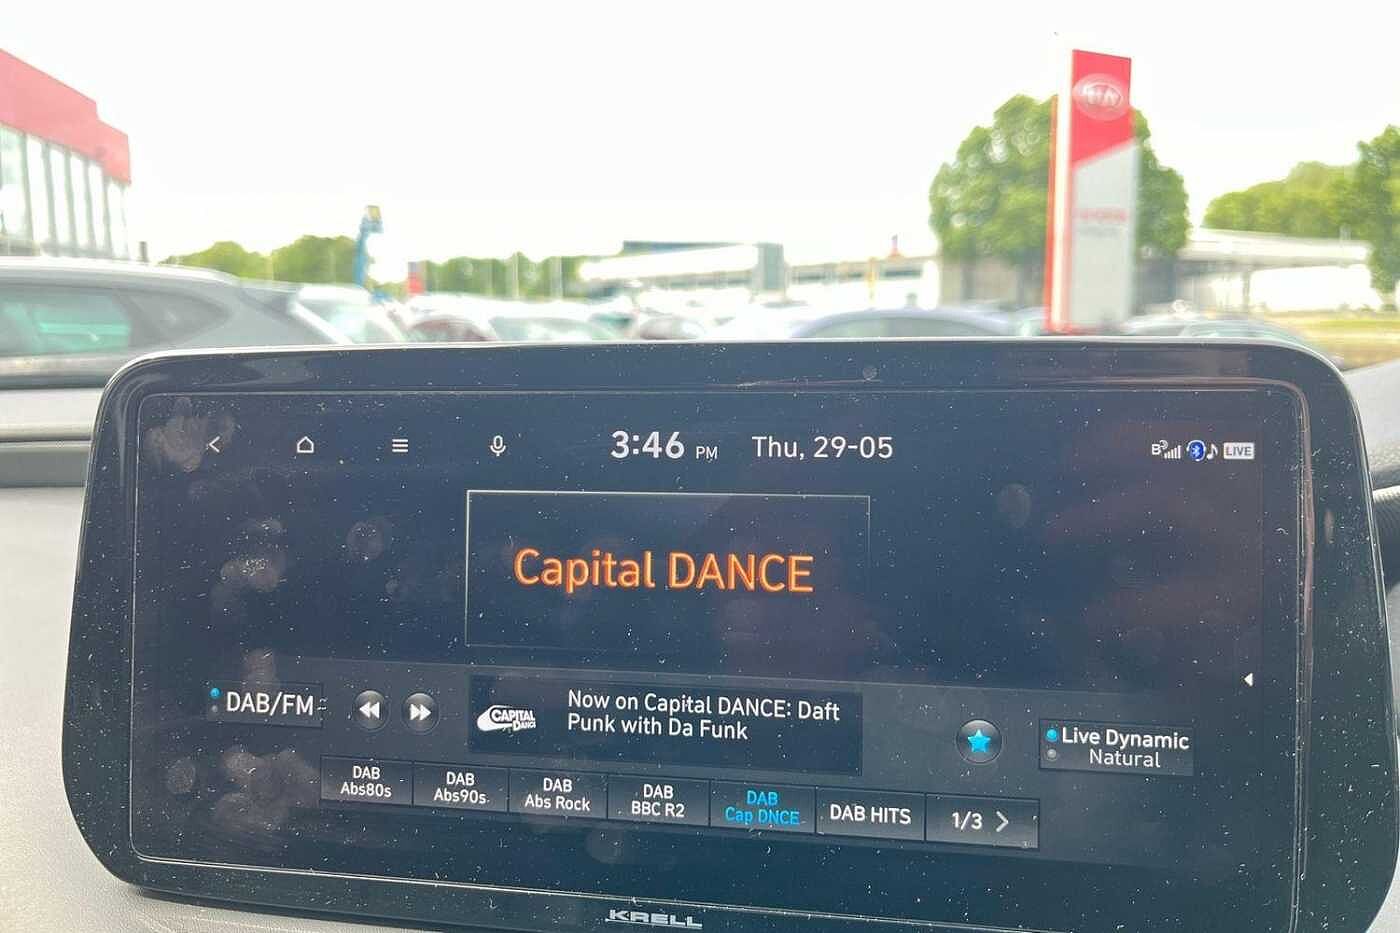 KIA
3:46 PM Thu, 29-05
B
LIVE
Capital DANCE
DAB/FM
CAPITAL
DANCE
Now on Capital DANCE: Daft
Punk with Da Funk
Live Dynamic
Natural
DAB
Abs80s
DAB
Abs90s
DAB
Abs Rock
DAB
BBC R2
DAB
Cap DNCE
DAB HITS
1/3
KRELL